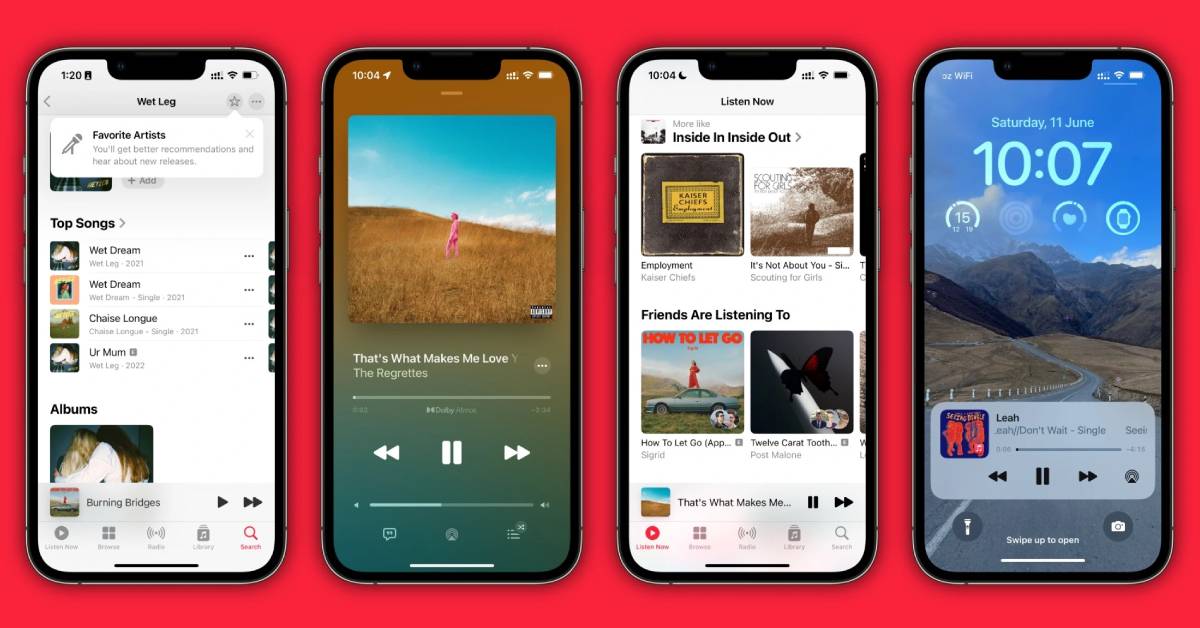 1:20
Wet Leg
Favorite Artists
You'll get better recommendations and
hear about new releases.
+ Add
Top Songs >
Wet Dream
Wet Leg · 2021
Wet Dream
Wet Dream - Single · 2021
Chaise Longue
Chaise Longue - Single · 2021
Ur Mum E
Wet Leg · 2022
Albums
Burning Bridges
Listen Now
Browse
Radio
Library
Search
10:04
That's What Makes Me Love Y
The Regrettes
0:02
Dolby Atmos
-2:34
10:04
Listen Now
More like
Inside In Inside Out >
KAISER
CHIEFS
Employment
SCOUTING
FOR GIRLS
Employment
Kaiser Chiefs
It's Not About You - Si...
Scouting for Girls
Friends Are Listening To
HOW TO LET GO
How To Let Go (App... E
Sigrid
Twelve Carat Tooth... E
Post Malone
That's What Makes Me...
Listen Now
Browse
Radio
Library
Search
oz WiFi
Saturday, 11 June
10:07
15
12 19
SEEING DOUBLE
Leah
.eah//Don't Wait - Single
Seein
0:06
-4:15
Swipe up to open